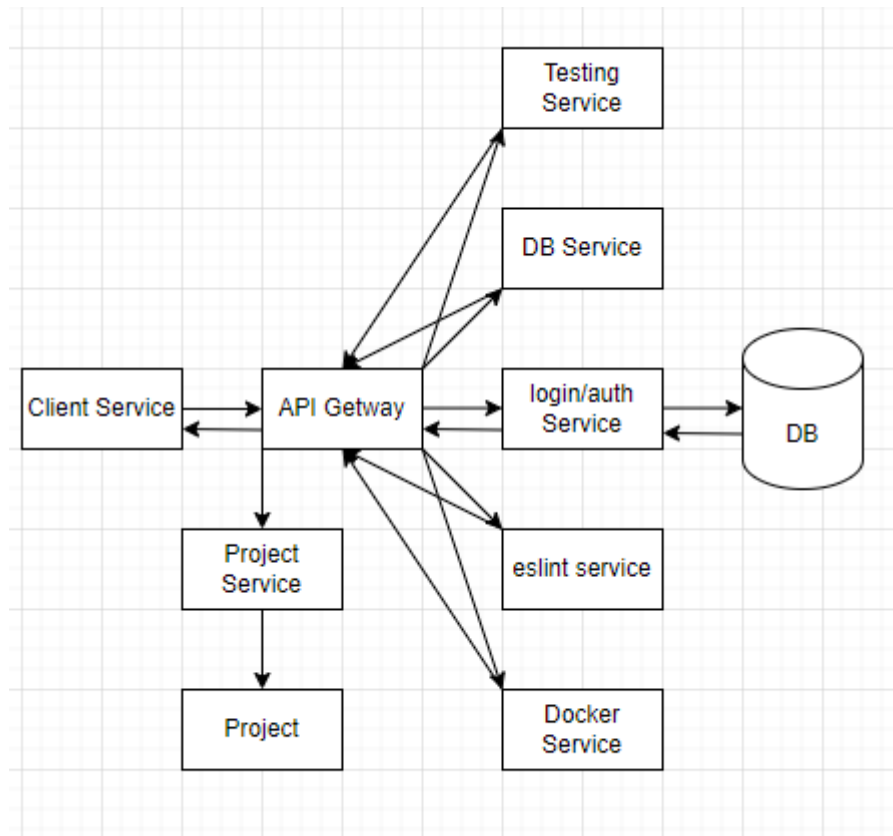 Testing
Service
DB Service
Client Service
API Getway
login/auth
Service
DB
Project
Service
eslint service
Project
Docker
Service